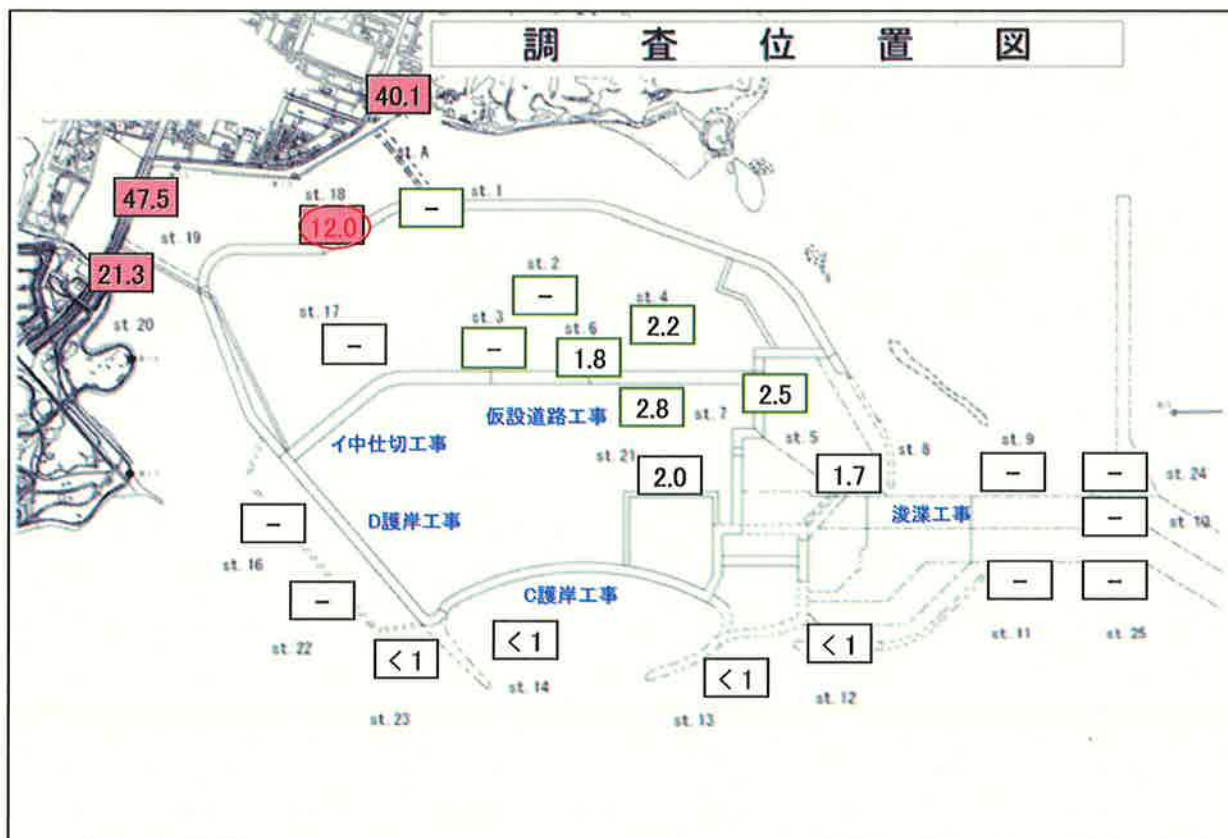 調査位置図
40.1
st.A
47.5
st.18
st.1
-
12.0
st.19
21.3
st.2
-
st.4
st.17
st.3
st.6
2.2
st.20
-
-
1.8
2.5
2.8
仮設道路工事
st.7
イ中仕切工事
st.5
st.9
st.21
st.8
2.0
1.7
-
-
st.24
D護岸工事
浚渫工事
-
st.10
-
st.16
-
C護岸工事
-
-
st.22
<1
<1
<1
<1
st.11
st.25
st.14
st.12
st.23
st.13